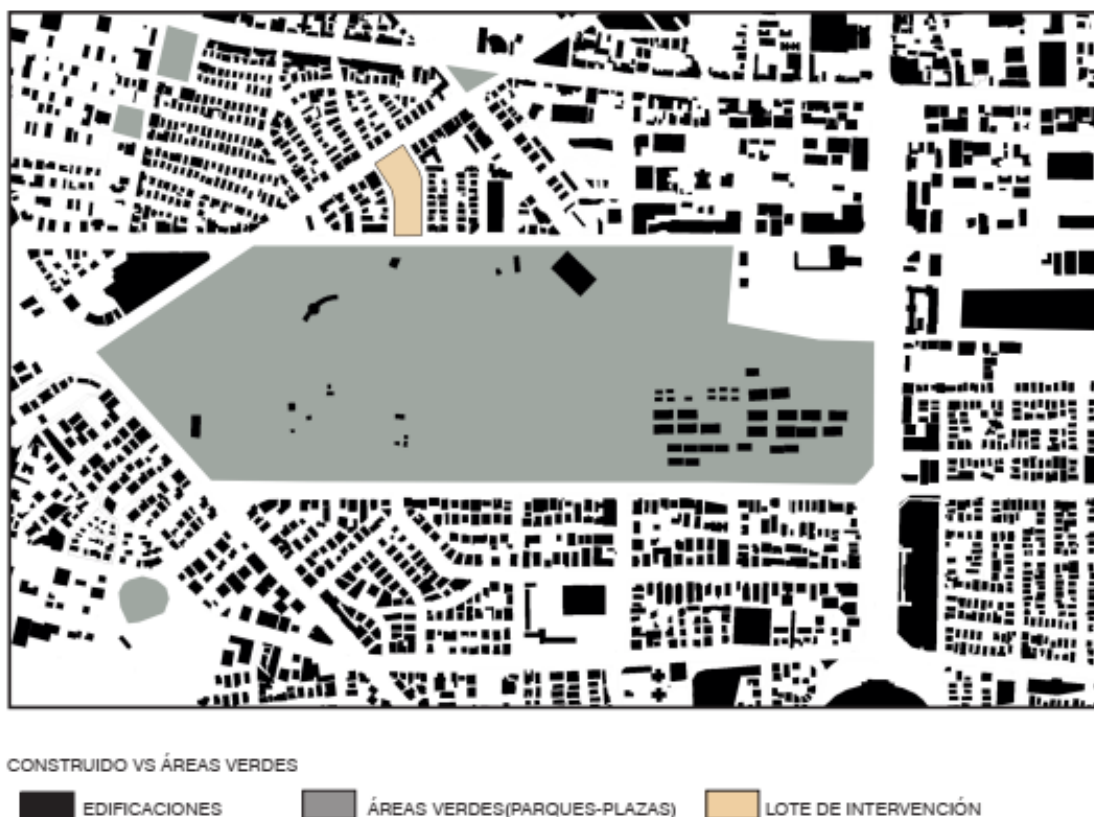 CONSTRUIDO VS ÁREAS VERDES
EDIFICACIONES ÁREAS VERDES(PARQUES-PLAZAS) LOTE DE INTERVENCIÓN